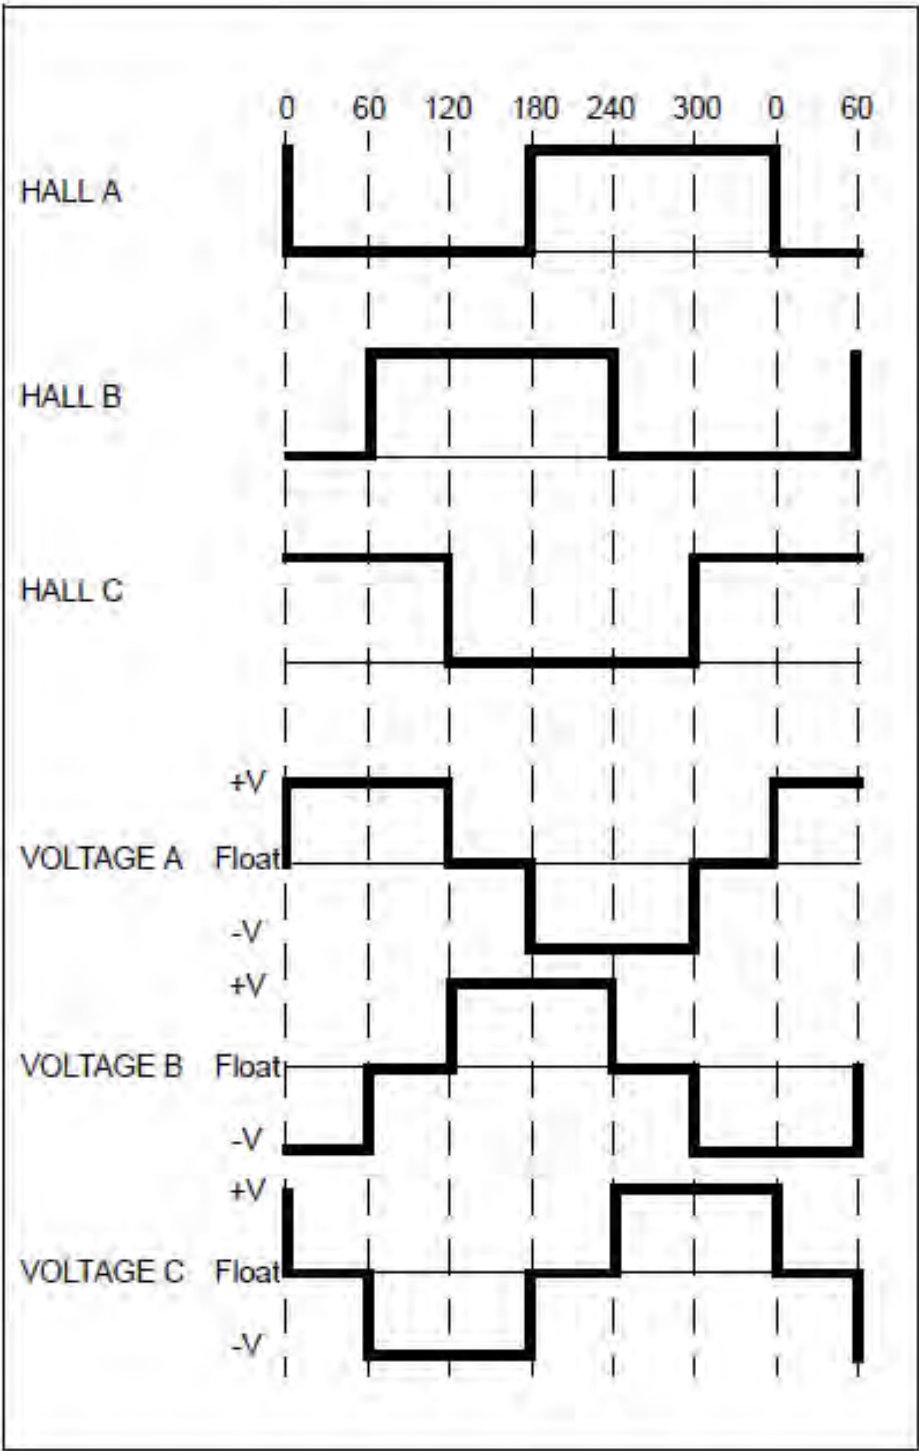 0 60 120 180 240 300 0 60
HALL A
HALL B
HALL C
+V
VOLTAGE A Float
-V
+V
VOLTAGE B Float
-V
+V
VOLTAGE C Float
-V